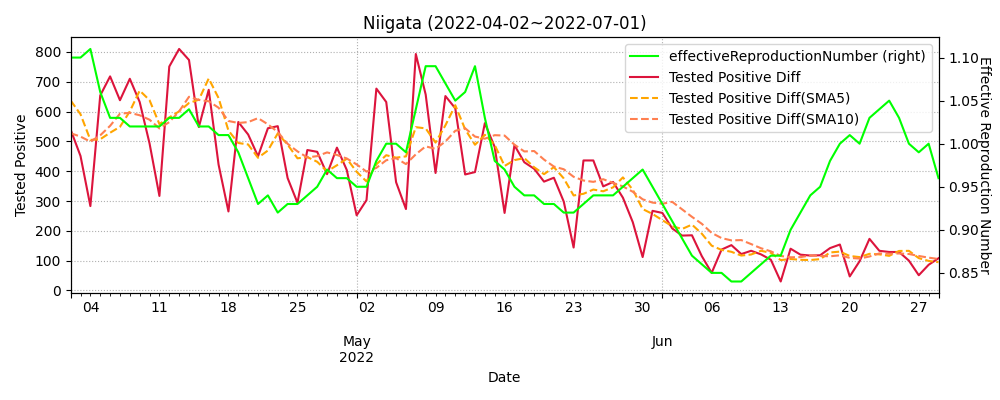 Niigata (2022-04-02~2022-07-01)
effectiveReproductionNumber (right)
Tested Positive Diff
Tested Positive Diff(SMA5)
Tested Positive Diff(SMA10)
Tested Positive
800
700
600
500
400
300
200
100
0
1.10
1.05
1.00
0.95
0.90
0.85
Effective Reproduction Number
04 11 18 25 02 09 16 23 30 06 13 20 27
May Jun
2022
Date